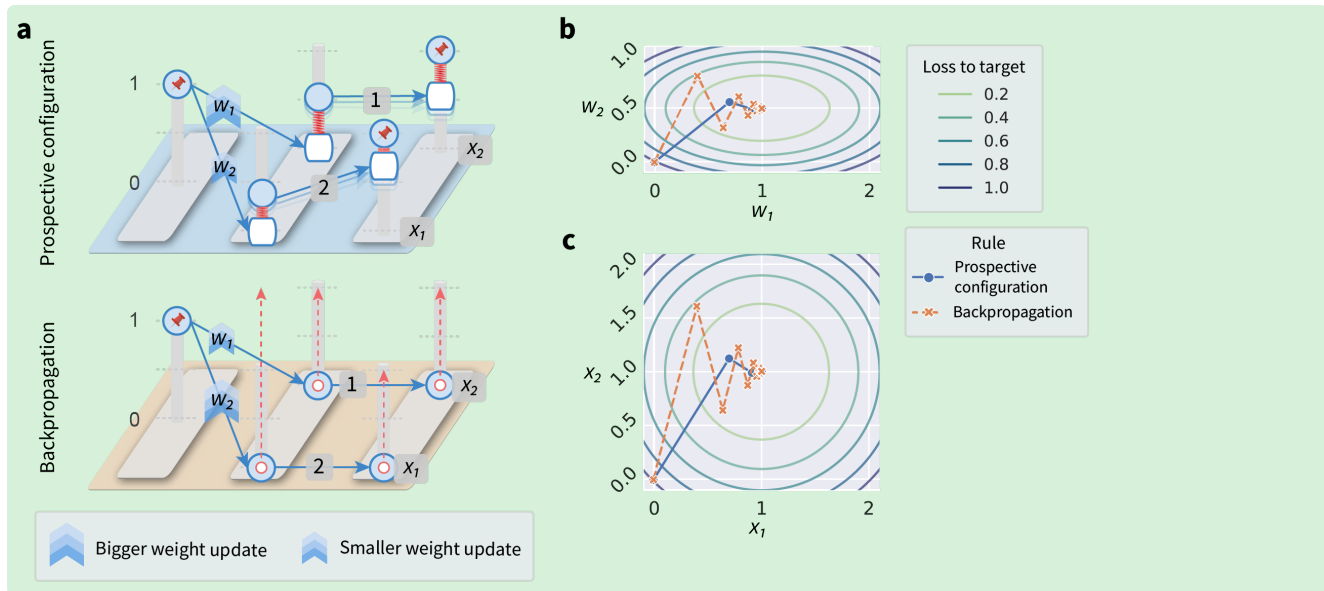 a
Prospective configuration
1
0
W1
W2
1
2
X2
X1
Backpropagation
1
0
W1
W2
1
2
X2
X1
Bigger weight update
Smaller weight update
b
W2
1.0
0.5
0.0
0
1
2
W1
Loss to target
0.2
0.4
0.6
0.8
1.0
c
X2
2.0
1.5
1.0
0.5
0.0
0
1
2
X1
Rule
Prospective
configuration
Backpropagation